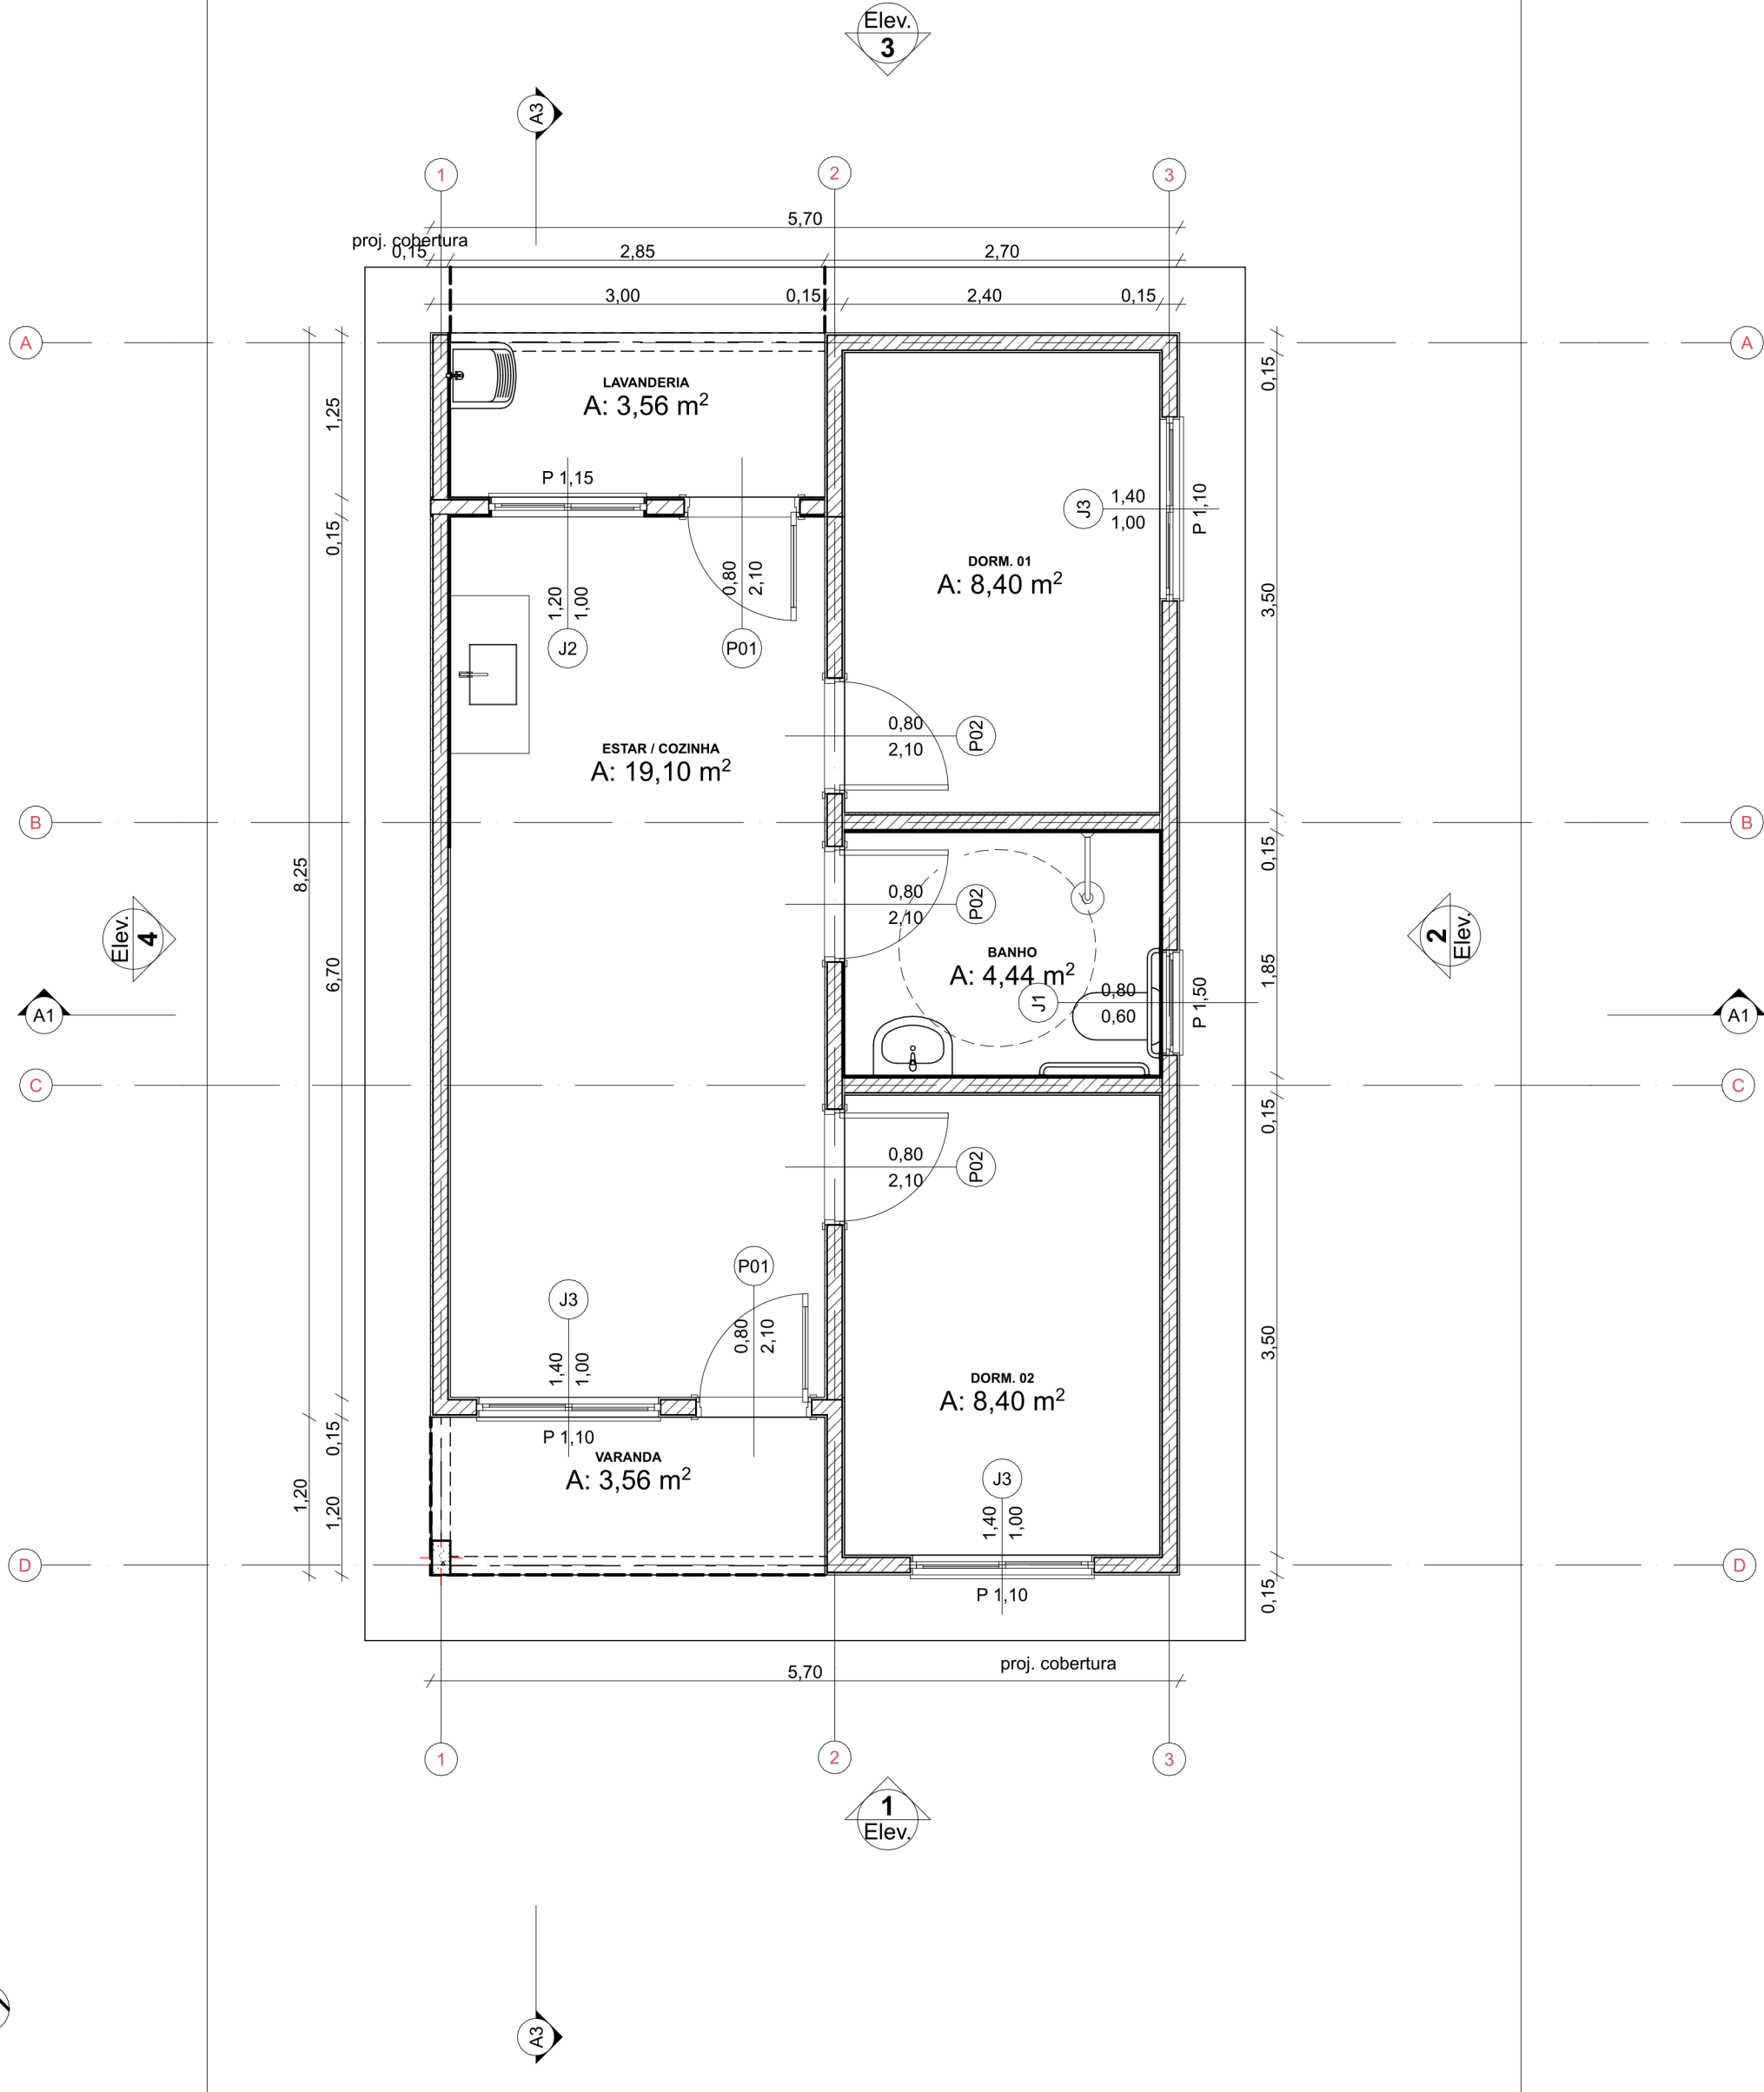 Elev.
3
A3
1
2
3
5,70
proj. cobertura
0,15
2,85
2,70
3,00
0,15
2,40
0,15
A
A
LAVANDERIA
A: 3,56 m²
P 1,15
1,25
0,15
0,15
J3
1,40
1,00
P 1,10
DORM. 01
A: 8,40 m²
0,80
2,10
1,20
1,00
3,50
J2
P01
0,80
2,10
P02
ESTAR / COZINHA
A: 19,10 m²
B
B
8,25
0,15
0,80
2,10
P02
Elev.
4
2
Elev.
6,70
BANHO
A: 4,44 m²
1,85
J1
0,80
0,60
P 1,50
A1
A1
C
C
0,15
0,80
2,10
P02
P01
J3
0,80
2,10
1,40
1,00
3,50
DORM. 02
A: 8,40 m²
0,15
P 1,10
VARANDA
A: 3,56 m²
1,20
1,20
J3
1,40
1,00
D
D
P 1,10
0,15
5,70
proj. cobertura
1
2
3
1
Elev.
A3